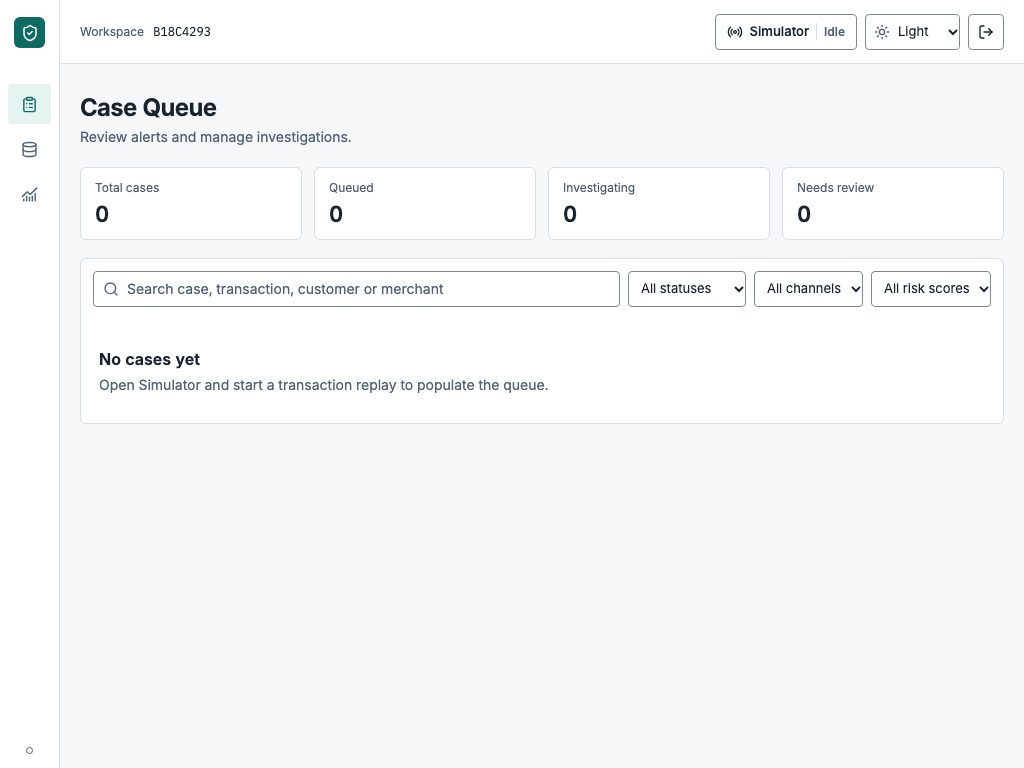 Workspace B18C4293
Simulator Idle
Light
Case Queue
Review alerts and manage investigations.
Total cases
0
Queued
0
Investigating
0
Needs review
0
Search case, transaction, customer or merchant
All statuses
All channels
All risk scores
No cases yet
Open Simulator and start a transaction replay to populate the queue.